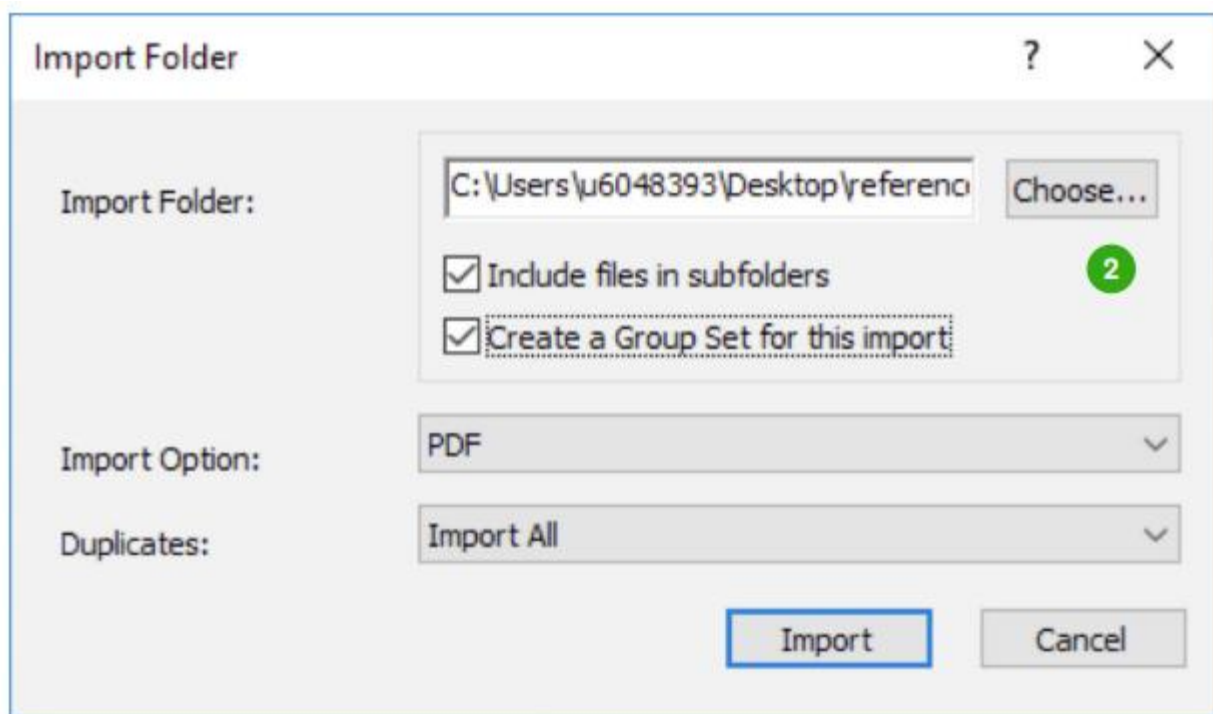 Import Folder ? ×
Import Folder: C:\Users\u6048393\Desktop\reference Choose...
Include files in subfolders 2
Create a Group Set for this import
Import Option: PDF
Duplicates: Import All
Import Cancel